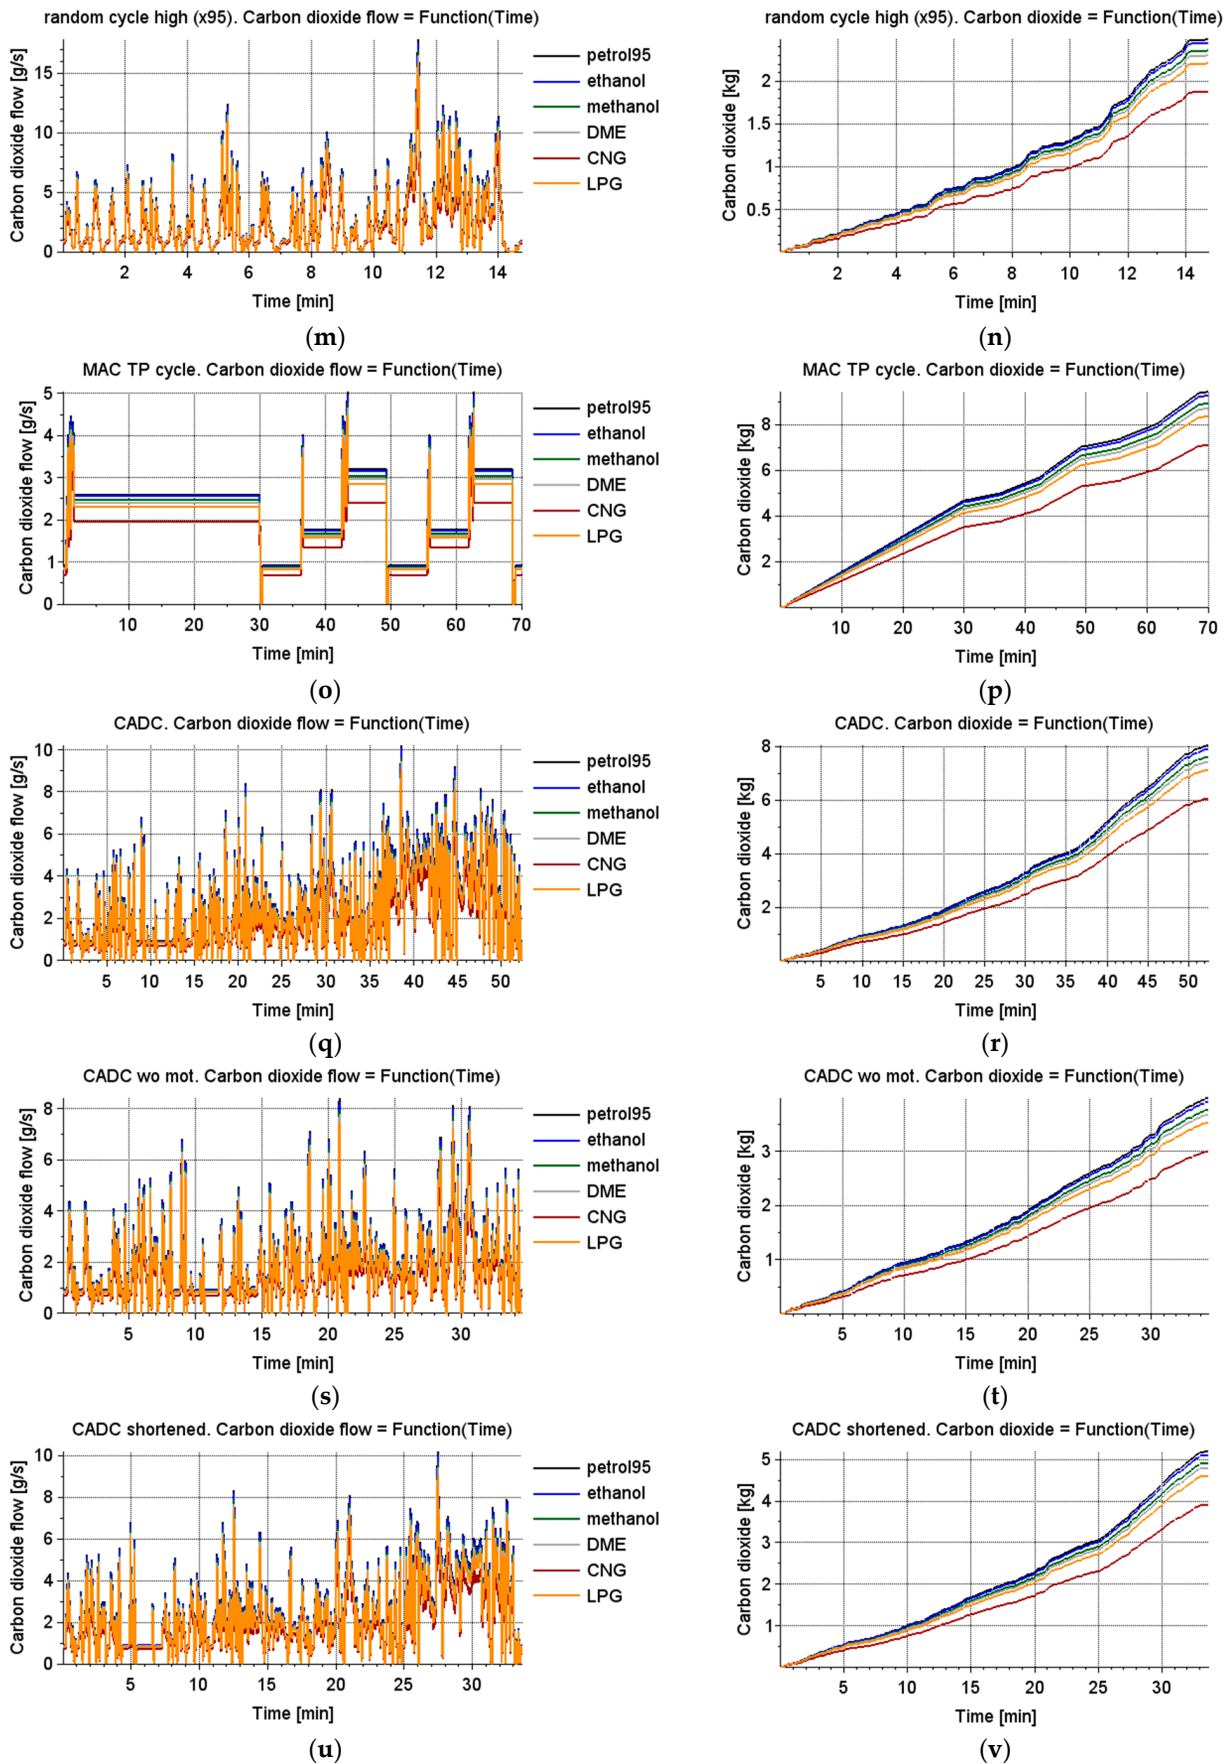 random cycle high (x95). Carbon dioxide flow = Function(Time)
Carbon dioxide flow [g/s]
15
10
5
0
2 4 6 8 10 12 14
Time [min]
petrol95
ethanol
methanol
DME
CNG
LPG
(m)
random cycle high (x95). Carbon dioxide = Function(Time)
Carbon dioxide [kg]
2
1.5
1
0.5
2 4 6 8 10 12 14
Time [min]
(n)
MAC TP cycle. Carbon dioxide flow = Function(Time)
Carbon dioxide flow [g/s]
5
4
3
2
1
0
10 20 30 40 50 60 70
Time [min]
petrol95
ethanol
methanol
DME
CNG
LPG
(o)
MAC TP cycle. Carbon dioxide = Function(Time)
Carbon dioxide [kg]
8
6
4
2
10 20 30 40 50 60 70
Time [min]
(p)
CADC. Carbon dioxide flow = Function(Time)
Carbon dioxide flow [g/s]
10
8
6
4
2
0
5 10 15 20 25 30 35 40 45 50
Time [min]
petrol95
ethanol
methanol
DME
CNG
LPG
(q)
CADC. Carbon dioxide = Function(Time)
Carbon dioxide [kg]
8
6
4
2
5 10 15 20 25 30 35 40 45 50
Time [min]
(r)
CADC wo mot. Carbon dioxide flow = Function(Time)
Carbon dioxide flow [g/s]
8
6
4
2
0
5 10 15 20 25 30
Time [min]
petrol95
ethanol
methanol
DME
CNG
LPG
(s)
CADC wo mot. Carbon dioxide = Function(Time)
Carbon dioxide [kg]
3
2
1
5 10 15 20 25 30
Time [min]
(t)
CADC shortened. Carbon dioxide flow = Function(Time)
Carbon dioxide flow [g/s]
10
8
6
4
2
0
5 10 15 20 25 30
Time [min]
petrol95
ethanol
methanol
DME
CNG
LPG
(u)
CADC shortened. Carbon dioxide = Function(Time)
Carbon dioxide [kg]
5
4
3
2
1
5 10 15 20 25 30
Time [min]
(v)